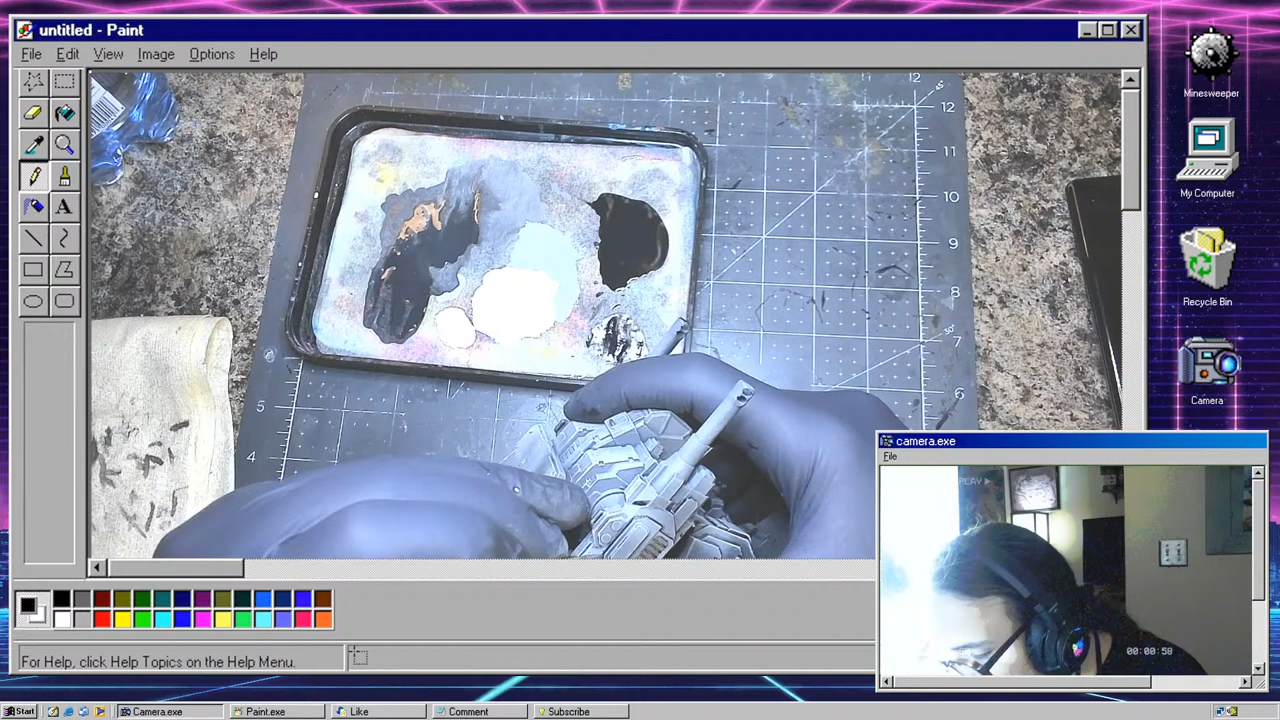 untitled - Paint
File Edit View Image Options Help
12
12
11
10
9
8
7
6
5
4
A
Minesweeper
My Computer
Recycle Bin
Camera
camera.exe
File
PLAY
00:00:58
For Help, click Help Topics on the Help Menu.
Start Camera.exe Paint.exe Like Comment Subscribe